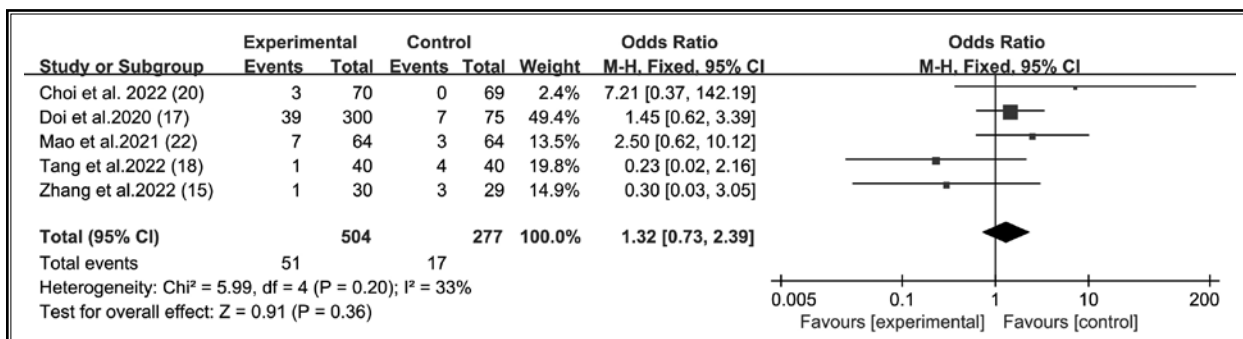 Experimental Control Odds Ratio Odds Ratio
Study or Subgroup Events Total Events Total Weight M-H, Fixed, 95% CI M-H, Fixed, 95% CI
Choi et al. 2022 (20) 3 70 0 69 2.4% 7.21 [0.37, 142.19]
Doi et al.2020 (17) 39 300 7 75 49.4% 1.45 [0.62, 3.39]
Mao et al.2021 (22) 7 64 3 64 13.5% 2.50 [0.62, 10.12]
Tang et al.2022 (18) 1 40 4 40 19.8% 0.23 [0.02, 2.16]
Zhang et al.2022 (15) 1 30 3 29 14.9% 0.30 [0.03, 3.05]
Total (95% CI) 504 277 100.0% 1.32 [0.73, 2.39]
Total events 51 17
Heterogeneity: Chi² = 5.99, df = 4 (P = 0.20); I² = 33%
Test for overall effect: Z = 0.91 (P = 0.36)
0.005 0.1 1 10 200
Favours [experimental] Favours [control]